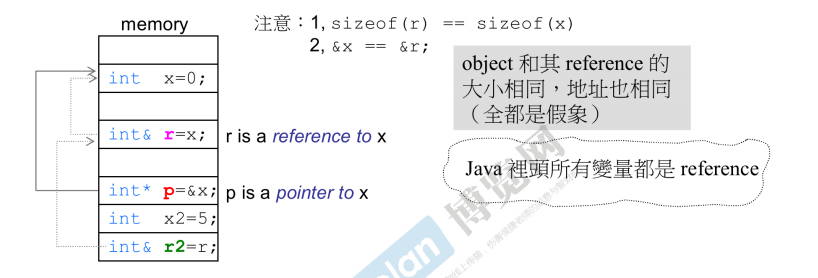 memory
注意：1, sizeof(r) == sizeof(x)
2, &x == &r;
object 和其 reference 的
大小相同，地址也相同
（全都是假象）
int x=0;
int& r=x;
r is a reference to x
Java 裡頭所有變量都是 reference
int* p=&x;
p is a pointer to x
int x2=5;
int& r2=r;
博览网